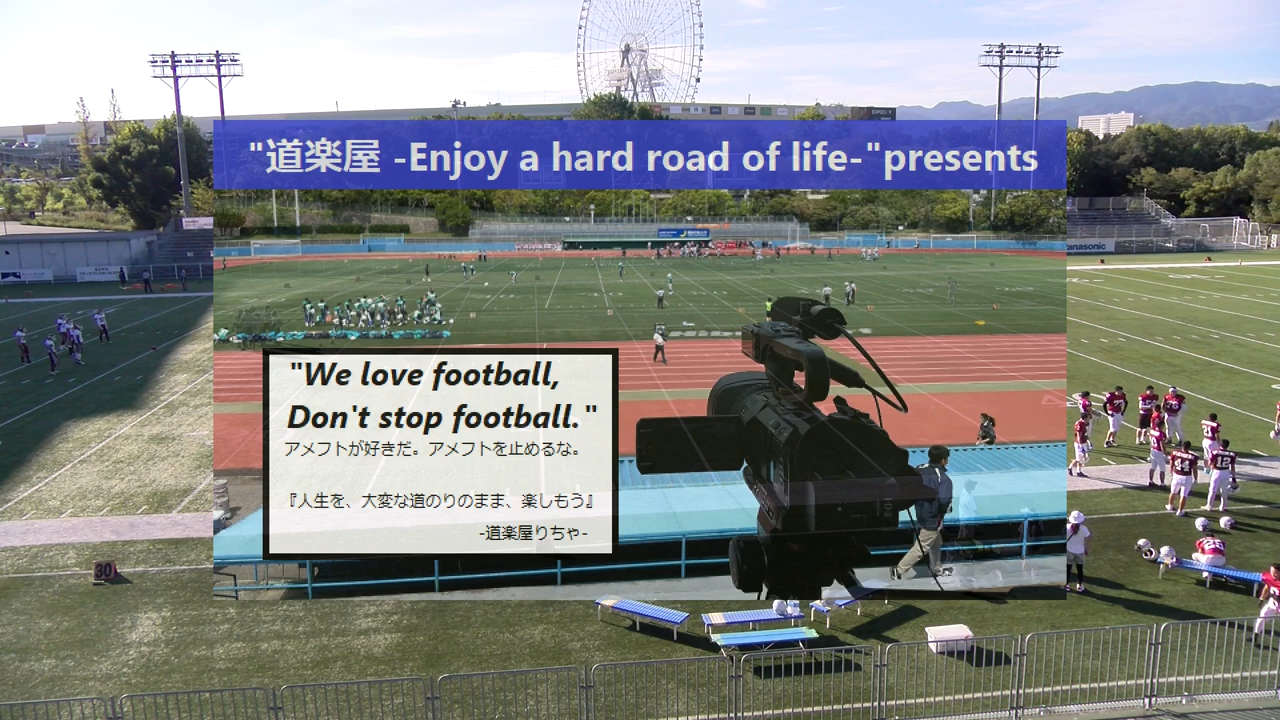 "道楽屋 -Enjoy a hard road of life-"presents
"We love football,
Don't stop football."
アメフトが好きだ。アメフトを止めるな。
『人生を、大変な道のりのまま、楽しもう』
-道楽屋りちゃ-
anasonic
30